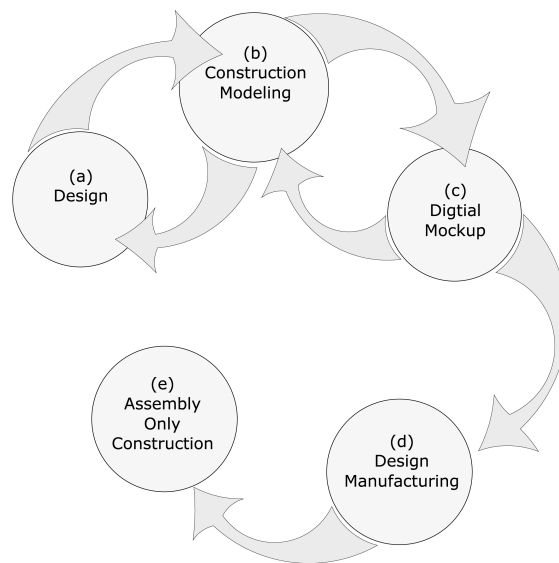 (a)
Design
(b)
Construction
Modeling
(c)
Digtial
Mockup
(d)
Design
Manufacturing
(e)
Assembly
Only
Construction